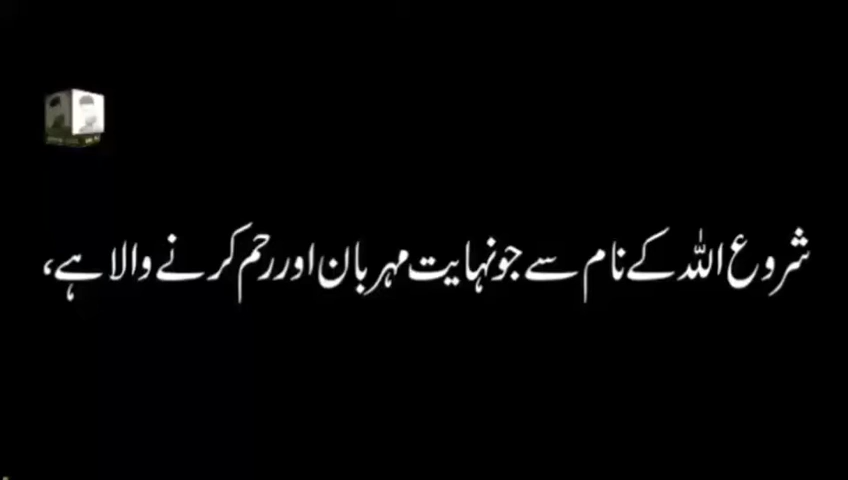 شروع اللہ کے نام سے جو نہایت مہربان اور رحم کرنے والا ہے،